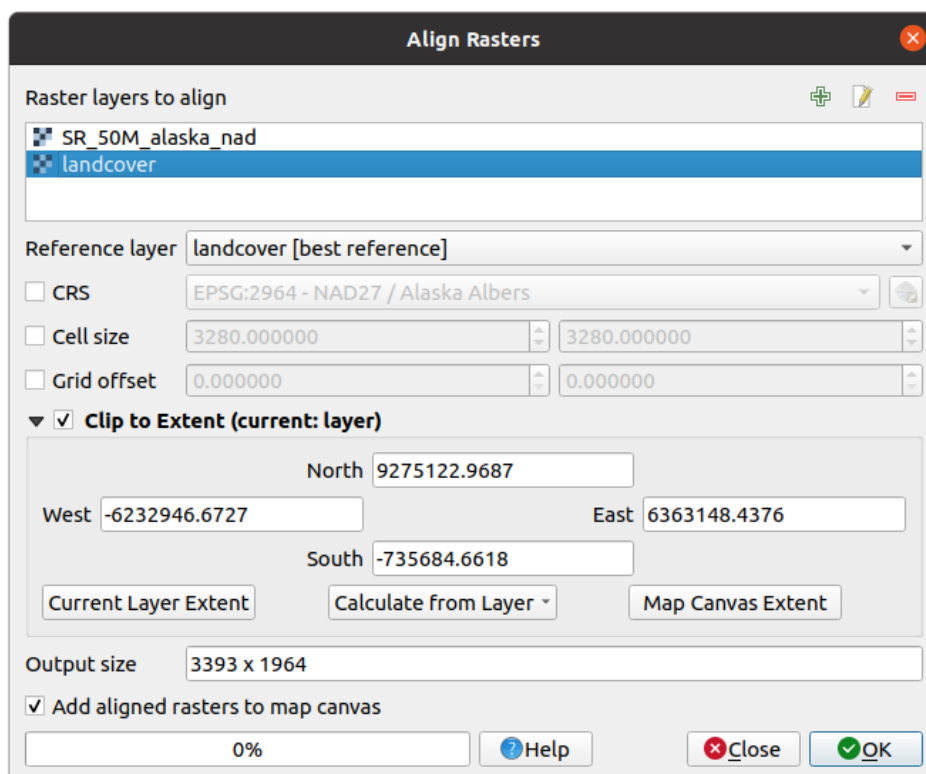 Align Rasters
Raster layers to align
SR_50M_alaska_nad
landcover
Reference layer landcover [best reference]
CRS EPSG:2964 - NAD27 / Alaska Albers
Cell size 3280.000000 3280.000000
Grid offset 0.000000 0.000000
Clip to Extent (current: layer)
North 9275122.9687
West -6232946.6727 East 6363148.4376
South -735684.6618
Current Layer Extent Calculate from Layer Map Canvas Extent
Output size 3393 x 1964
Add aligned rasters to map canvas
0% Help Close OK